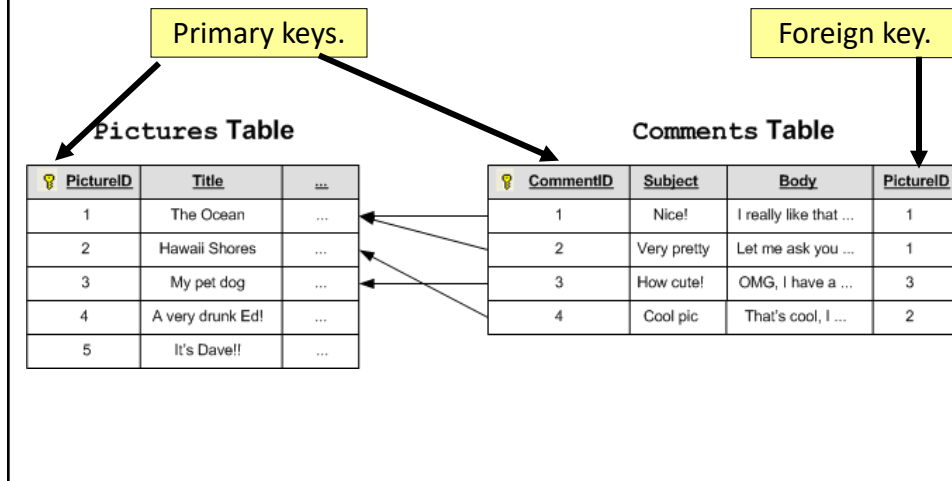 Primary keys.
Foreign key.
Pictures Table
PictureID Title ...
1 The Ocean ...
2 Hawaii Shores ...
3 My pet dog ...
4 A very drunk Ed! ...
5 It's Dave!! ...
Comments Table
CommentID Subject Body PictureID
1 Nice! I really like that ... 1
2 Very pretty Let me ask you ... 1
3 How cute! OMG, I have a ... 3
4 Cool pic That's cool, I ... 2